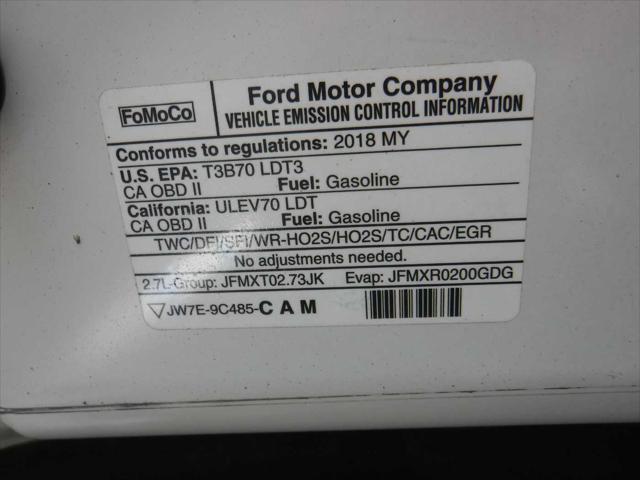 FoMoCo
Ford Motor Company
VEHICLE EMISSION CONTROL INFORMATION
Conforms to regulations: 2018 MY
U.S. EPA: T3B70 LDT3
CA OBD II Fuel: Gasoline
California: ULEV70 LDT
CA OBD II Fuel: Gasoline
TWC/DFI/SFI/WR-HO2S/HO2S/TC/CAC/EGR
No adjustments needed.
2.7L-Group: JFMXT02.73JK Evap: JFMXR0200GDG
JW7E-9C485-CAM